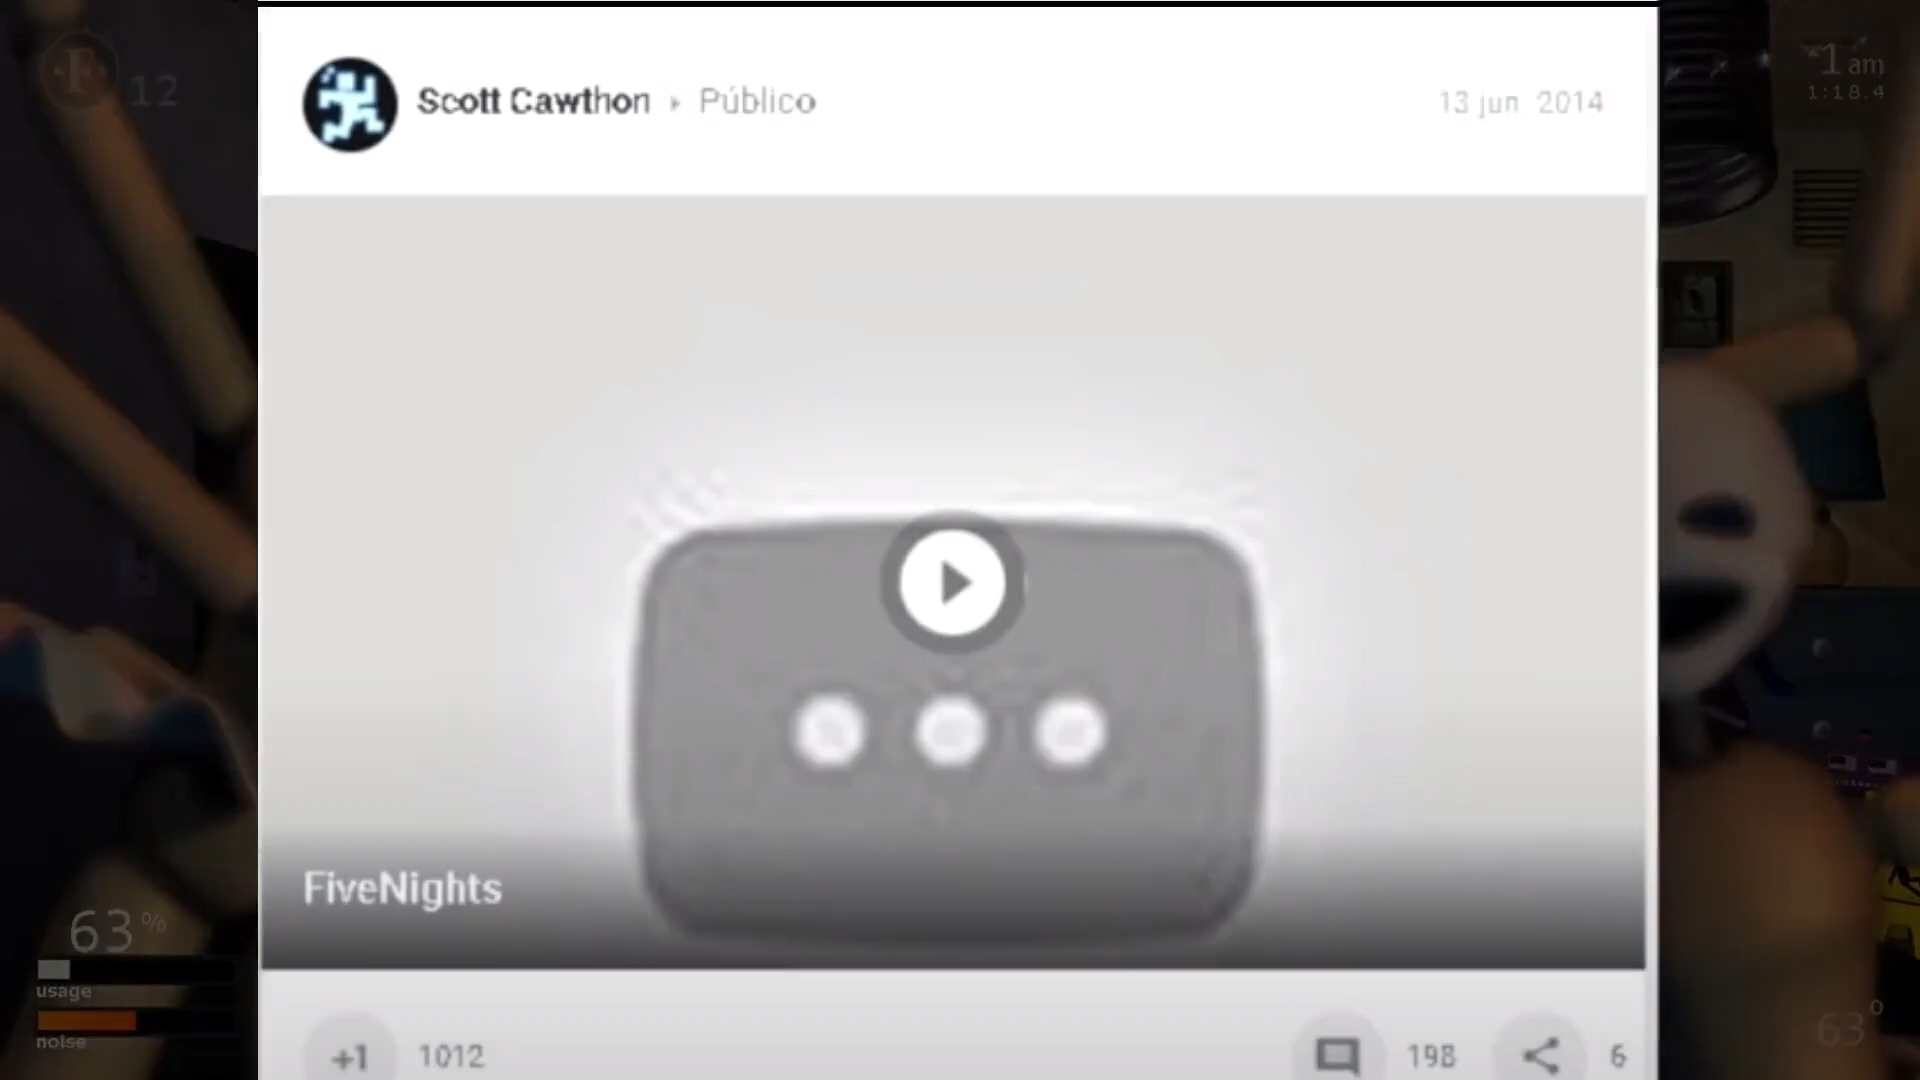 F 12
1 am
1:18.4
Scott Cawthon ▸ Público
13 jun 2014
FiveNights
63 %
usage
noise
63°
+1 1012
198
6